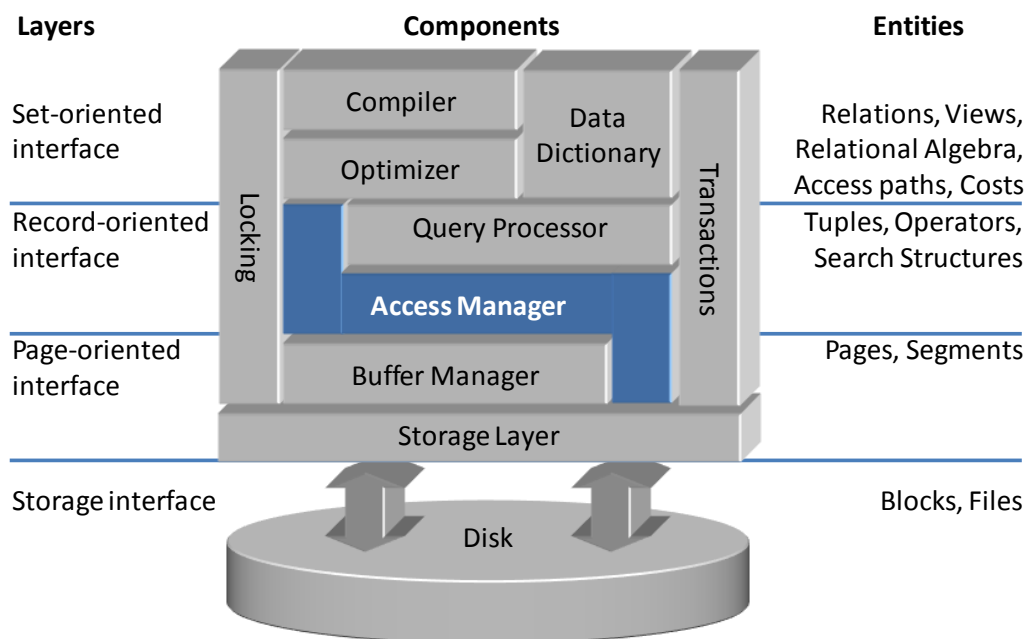 Layers
Components
Entities
Set-oriented
interface
Compiler
Optimizer
Data
Dictionary
Locking
Transactions
Relations, Views,
Relational Algebra,
Access paths, Costs
Record-oriented
interface
Query Processor
Access Manager
Tuples, Operators,
Search Structures
Page-oriented
interface
Buffer Manager
Pages, Segments
Storage Layer
Storage interface
Disk
Blocks, Files